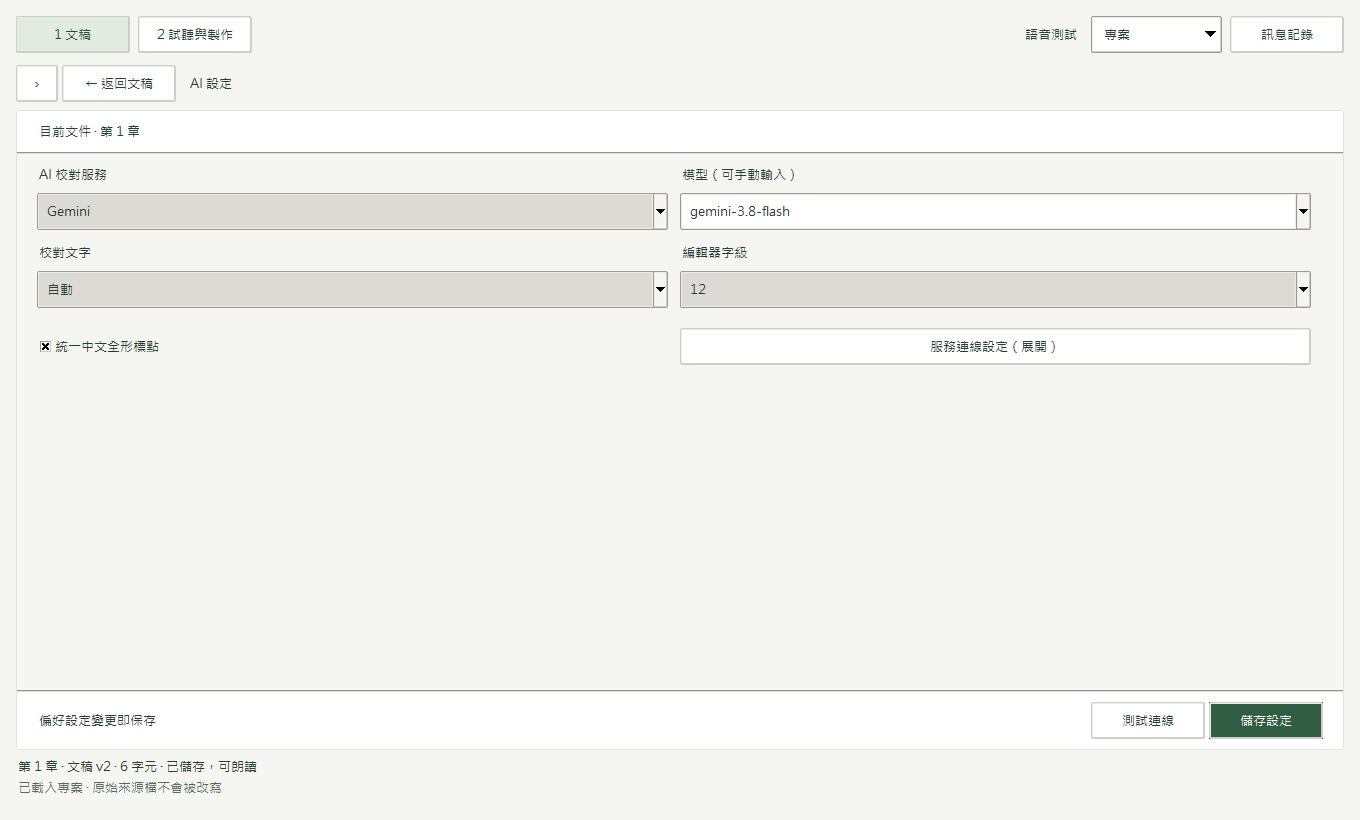 1 文稿
2 試聽與製作
語音測試
專案
訊息記錄
›
← 返回文稿
AI 設定
目前文件 · 第 1 章
AI 校對服務
模型（可手動輸入）
Gemini
gemini-3.8-flash
校對文字
編輯器字級
自動
12
統一中文全形標點
服務連線設定（展開）
偏好設定變更即保存
測試連線
儲存設定
第 1 章 · 文稿 v2 · 6 字元 · 已儲存，可朗讀
已載入專案 · 原始來源檔不會被改寫